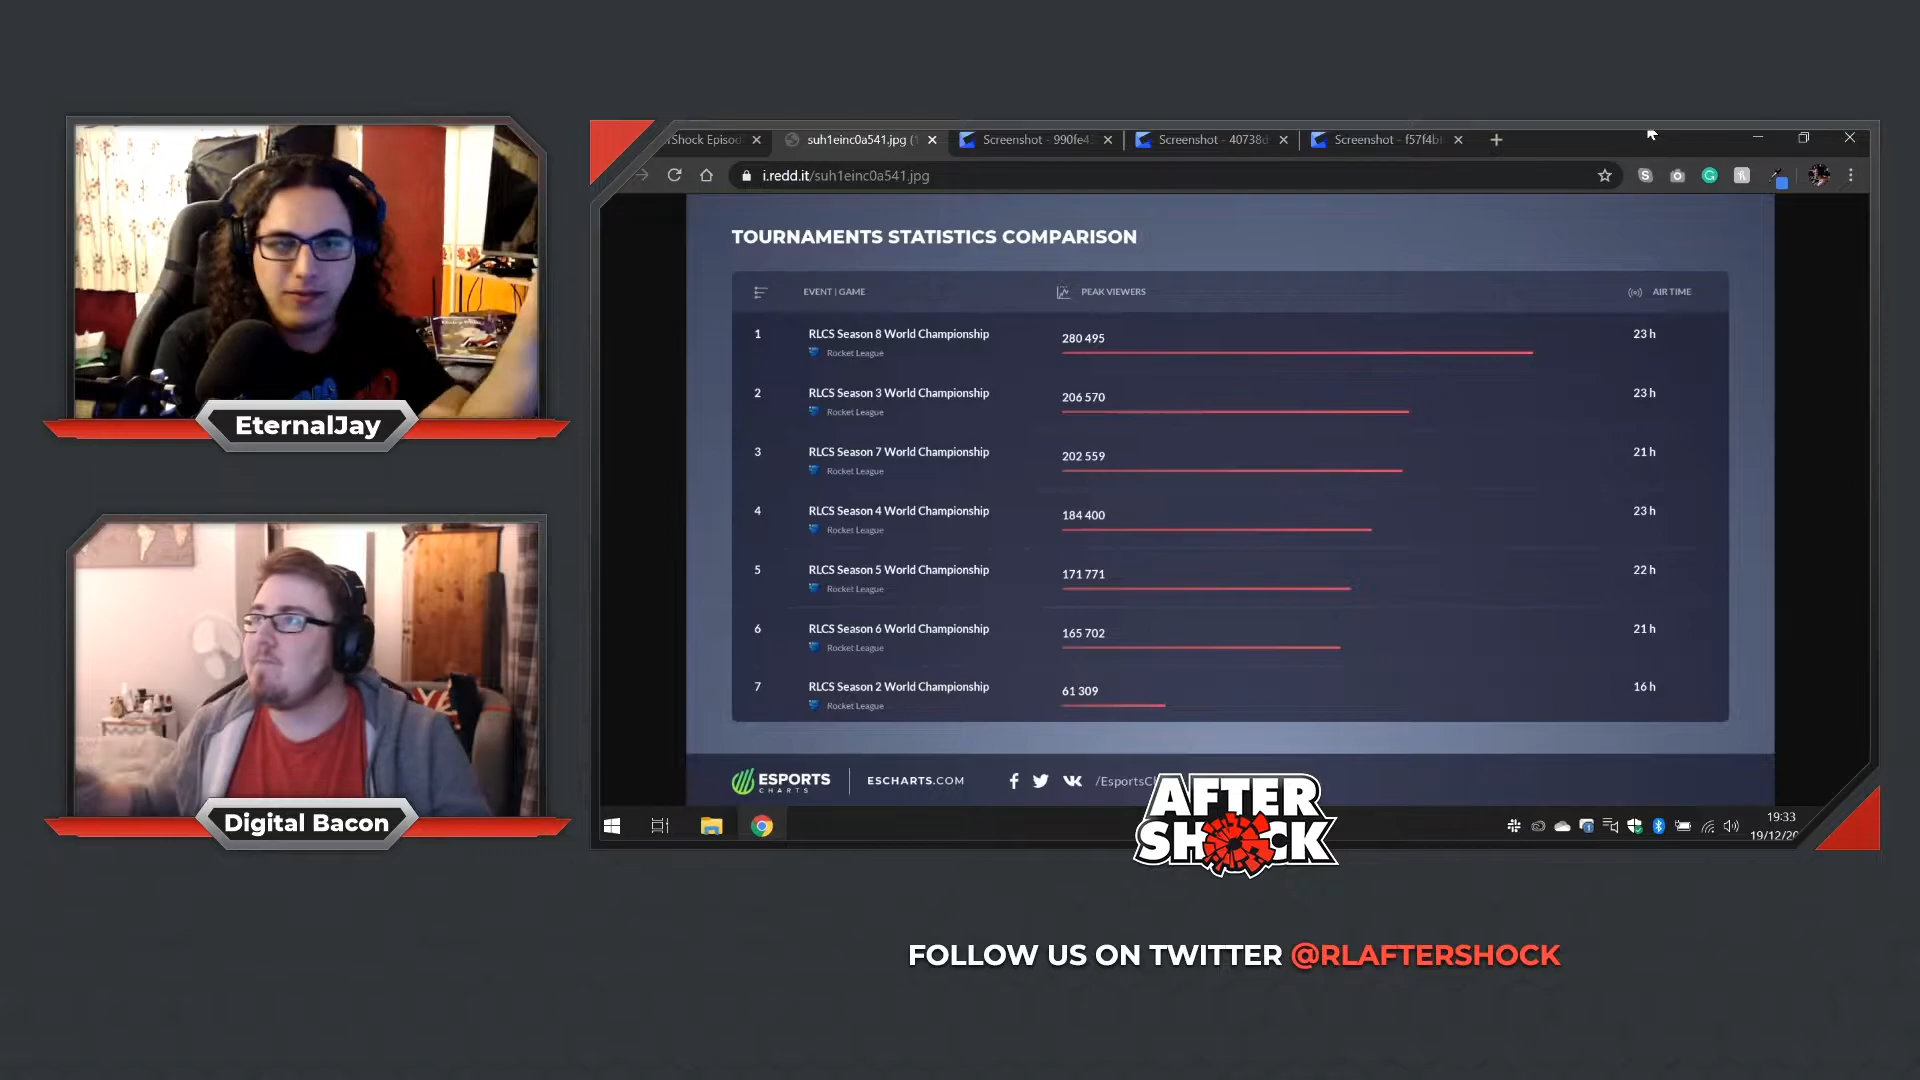 EternalJay
Digital Bacon
suh1einc0a541.jpg (
Screenshot - 990fe4
Screenshot - 40738
Screenshot - f57f4b
i.redd.it/suh1einc0a541.jpg
TOURNAMENTS STATISTICS COMPARISON
EVENT | GAME PEAK VIEWERS AIR TIME
1 RLCS Season 8 World Championship 280 495 23 h
Rocket League
2 RLCS Season 3 World Championship 206 570 23 h
Rocket League
3 RLCS Season 7 World Championship 202 559 21 h
Rocket League
4 RLCS Season 4 World Championship 184 400 23 h
Rocket League
5 RLCS Season 5 World Championship 171 771 22 h
Rocket League
6 RLCS Season 6 World Championship 165 702 21 h
Rocket League
7 RLCS Season 2 World Championship 61 309 16 h
Rocket League
ESPORTS
CHARTS
ESCHARTS.COM
/EsportsC
19:33
19/12/20
AFTER
SHOCK
FOLLOW US ON TWITTER @RLAFTERSHOCK